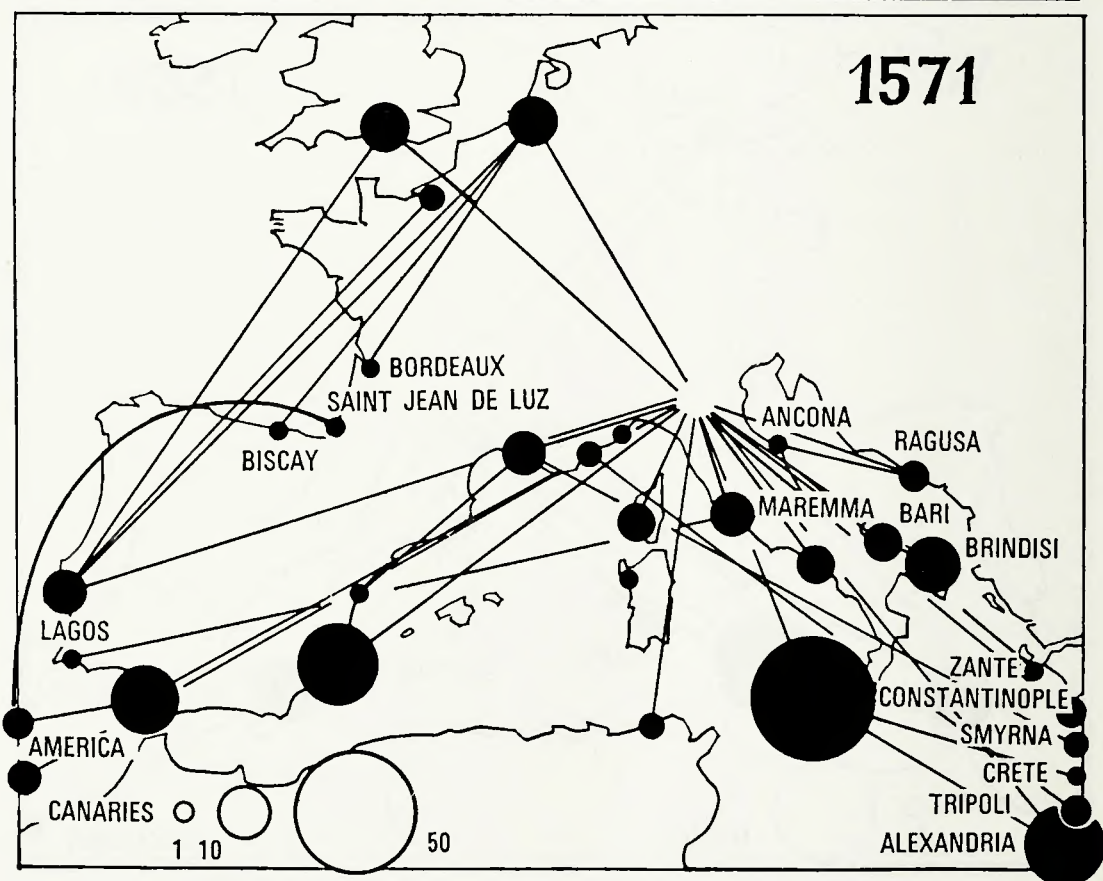 1571
BORDEAUX
SAINT JEAN DE LUZ
BISCAY
ANCONA
RAGUSA
MAREMMA
BARI
BRINDISI
LAGOS
ZANTE
CONSTANTINOPLE
AMERICA
SMYRNA
CRETE
CANARIES
TRIPOLI
ALEXANDRIA
1 10 50